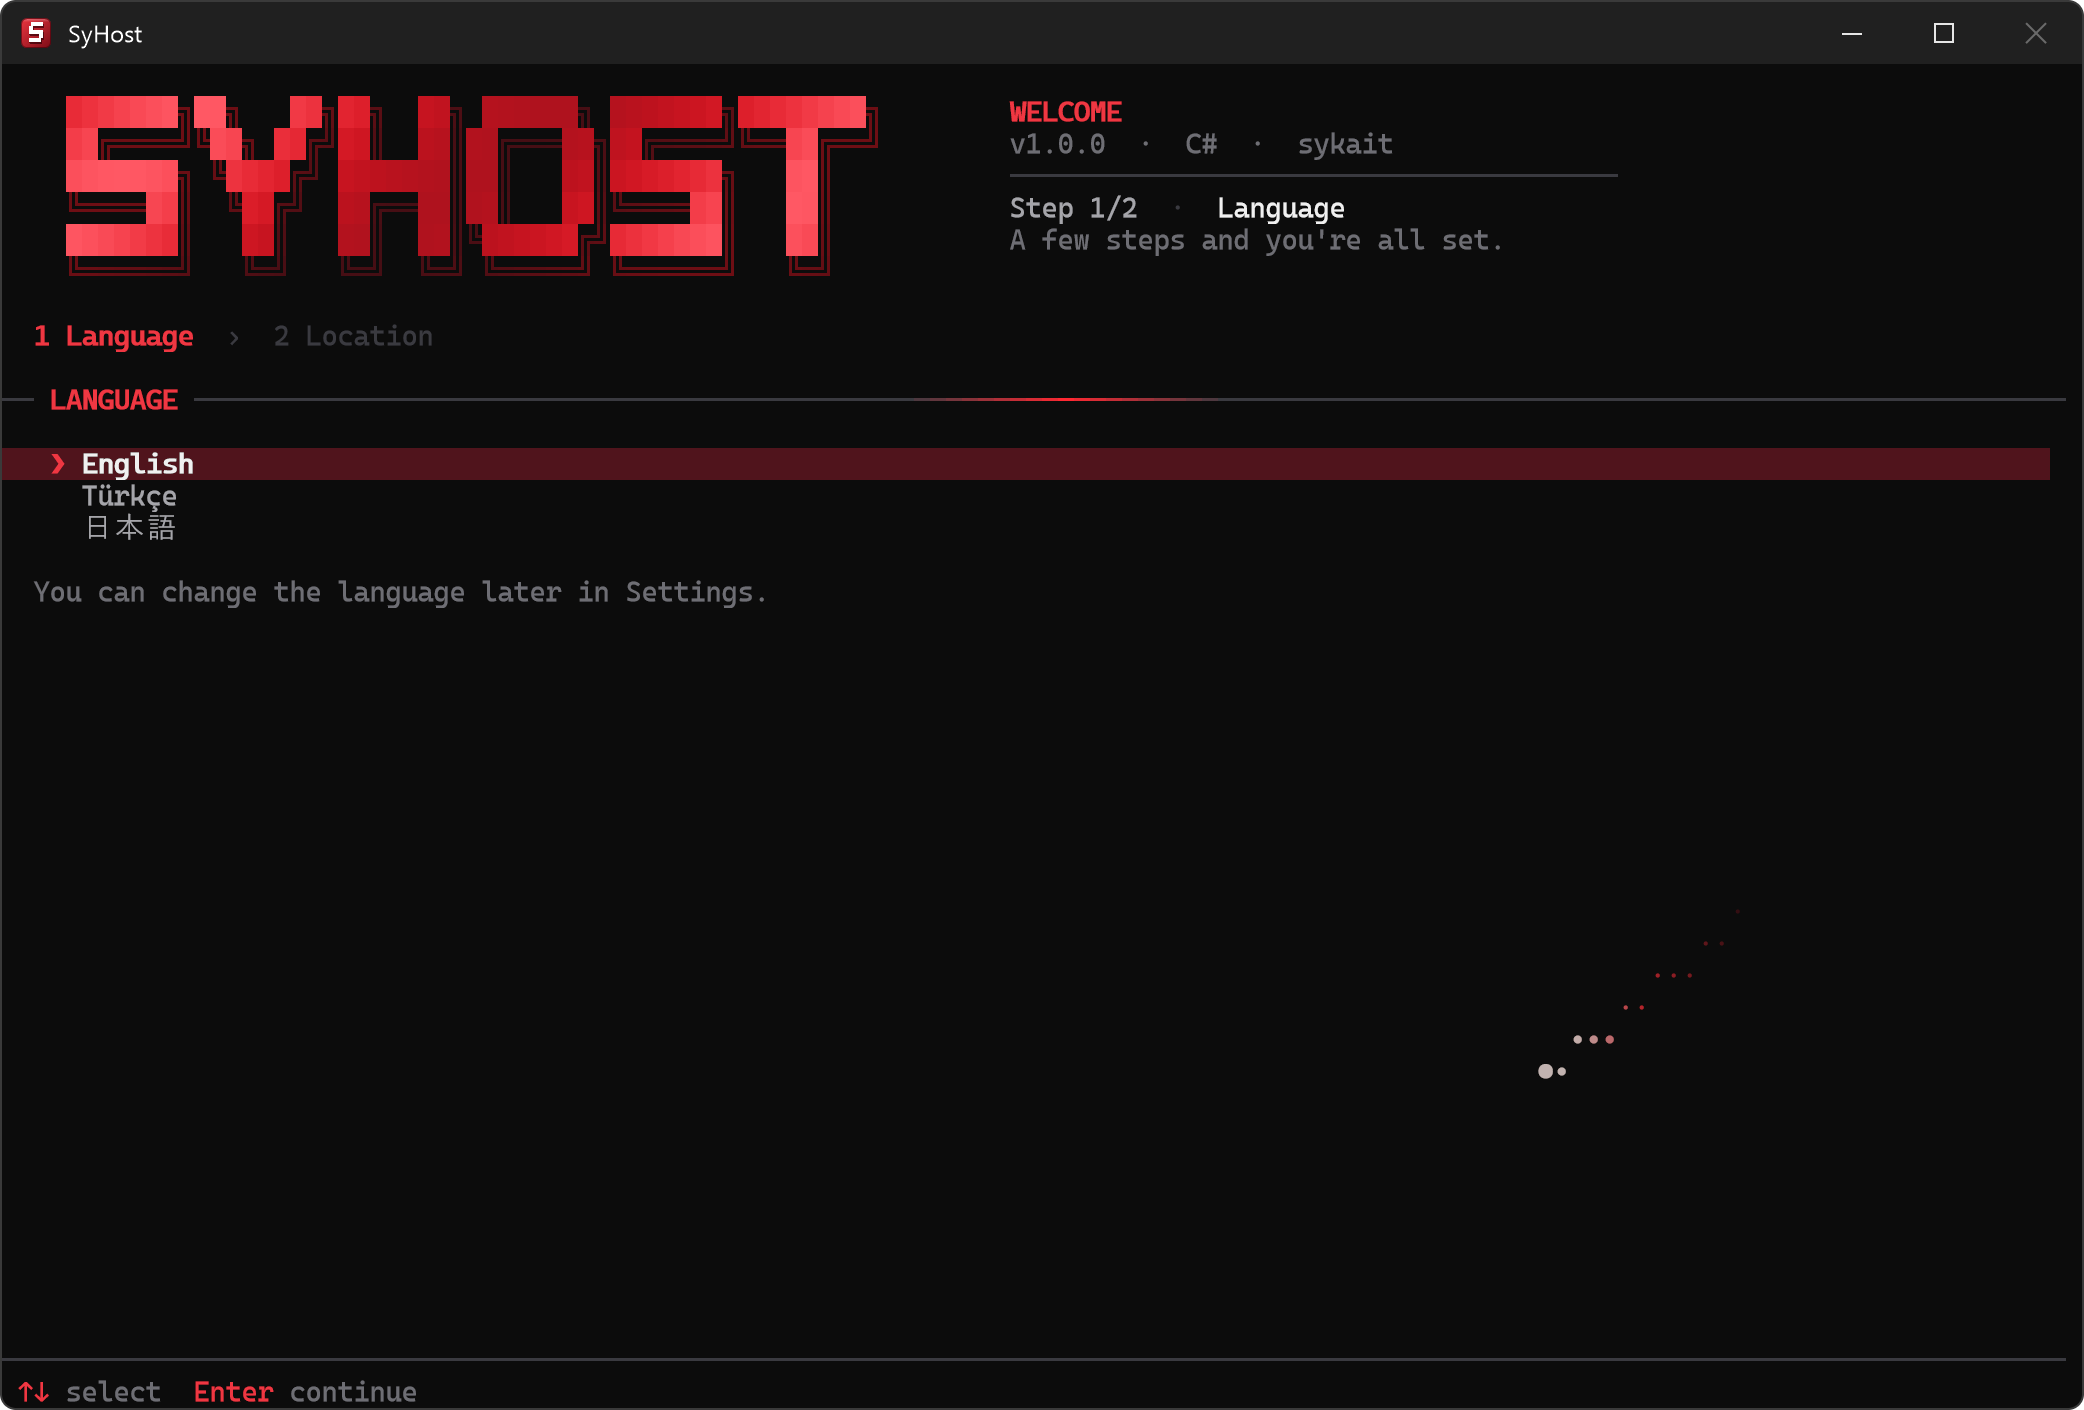 SyHost
SYHOST
WELCOME
v1.0.0 · C# · sykait
Step 1/2 · Language
A few steps and you're all set.
1 Language › 2 Location
LANGUAGE
❯ English
Türkçe
日本語
You can change the language later in Settings.
↑↓ select Enter continue